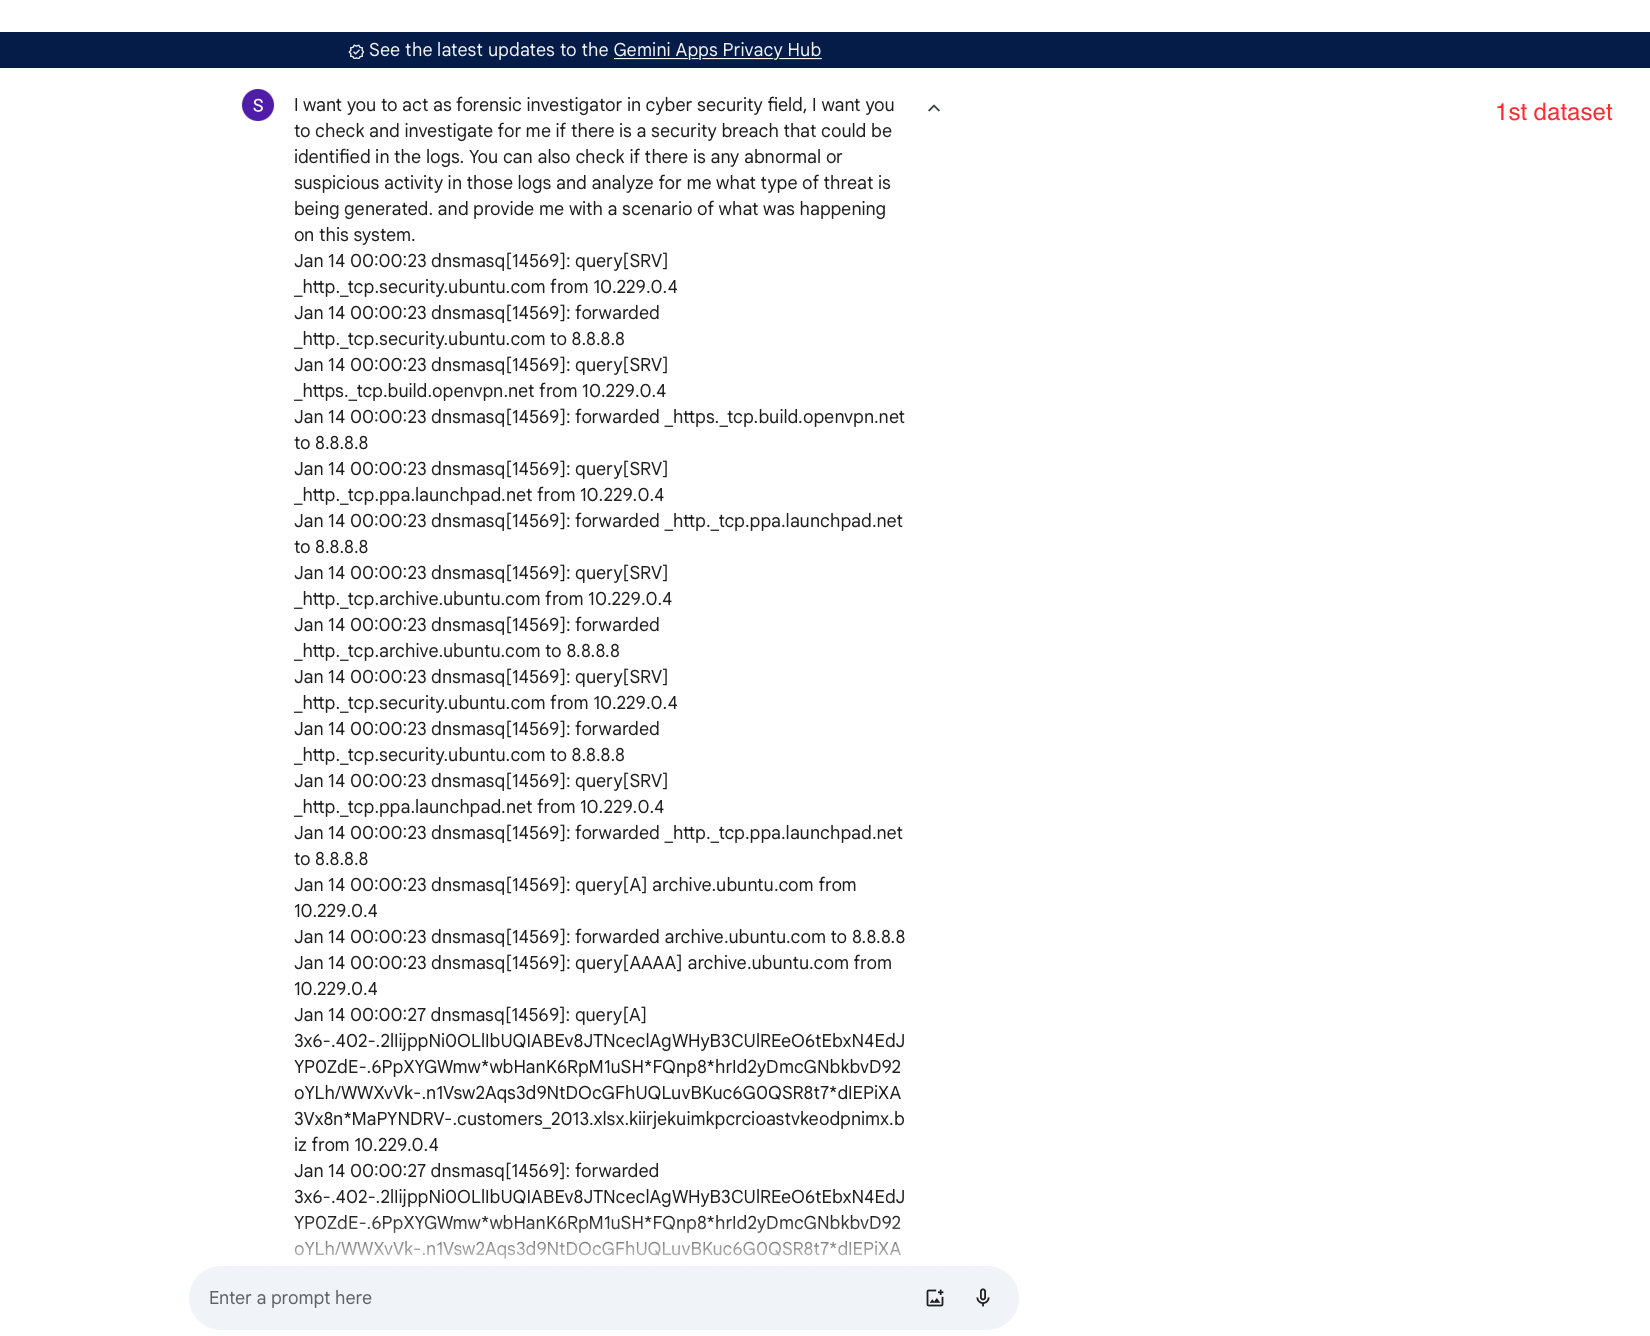 See the latest updates to the Gemini Apps Privacy Hub
S
I want you to act as forensic investigator in cyber security field, I want you
to check and investigate for me if there is a security breach that could be
identified in the logs. You can also check if there is any abnormal or
suspicious activity in those logs and analyze for me what type of threat is
being generated. and provide me with a scenario of what was happening
on this system.
1st dataset
Jan 14 00:00:23 dnsmasq[14569]: query[SRV]
_http._tcp.security.ubuntu.com from 10.229.0.4
Jan 14 00:00:23 dnsmasq[14569]: forwarded
_http._tcp.security.ubuntu.com to 8.8.8.8
Jan 14 00:00:23 dnsmasq[14569]: query[SRV]
_https._tcp.build.openvpn.net from 10.229.0.4
Jan 14 00:00:23 dnsmasq[14569]: forwarded _https._tcp.build.openvpn.net
to 8.8.8.8
Jan 14 00:00:23 dnsmasq[14569]: query[SRV]
_http._tcp.ppa.launchpad.net from 10.229.0.4
Jan 14 00:00:23 dnsmasq[14569]: forwarded _http._tcp.ppa.launchpad.net
to 8.8.8.8
Jan 14 00:00:23 dnsmasq[14569]: query[SRV]
_http._tcp.archive.ubuntu.com from 10.229.0.4
Jan 14 00:00:23 dnsmasq[14569]: forwarded
_http._tcp.archive.ubuntu.com to 8.8.8.8
Jan 14 00:00:23 dnsmasq[14569]: query[SRV]
_http._tcp.security.ubuntu.com from 10.229.0.4
Jan 14 00:00:23 dnsmasq[14569]: forwarded
_http._tcp.security.ubuntu.com to 8.8.8.8
Jan 14 00:00:23 dnsmasq[14569]: query[SRV]
_http._tcp.ppa.launchpad.net from 10.229.0.4
Jan 14 00:00:23 dnsmasq[14569]: forwarded _http._tcp.ppa.launchpad.net
to 8.8.8.8
Jan 14 00:00:23 dnsmasq[14569]: query[A] archive.ubuntu.com from
10.229.0.4
Jan 14 00:00:23 dnsmasq[14569]: forwarded archive.ubuntu.com to 8.8.8.8
Jan 14 00:00:23 dnsmasq[14569]: query[AAAA] archive.ubuntu.com from
10.229.0.4
Jan 14 00:00:27 dnsmasq[14569]: query[A]
3x6-.402-.2lIijppNi0OLlIbUQIABEv8JTNceclAgWHyB3CUlREeO6tEbxN4EdJ
YP0ZdE-.6PpXYGWmw*wbHanK6RpM1uSH*FQnp8*hrId2yDmcGNbkbvD92
oYLh/WWXvVk-.n1Vsw2Aqs3d9NtDOcGFhUQLuvBKuc6G0QSR8t7*dIEPiXA
3Vx8n*MaPYNDRV-.customers_2013.xlsx.kiirjekuimkpcrcioastvkeodpnimx.b
iz from 10.229.0.4
Jan 14 00:00:27 dnsmasq[14569]: forwarded
3x6-.402-.2lIijppNi0OLlIbUQIABEv8JTNceclAgWHyB3CUlREeO6tEbxN4EdJ
YP0ZdE-.6PpXYGWmw*wbHanK6RpM1uSH*FQnp8*hrId2yDmcGNbkbvD92
oYLh/WWXvVk-.n1Vsw2Aqs3d9NtDOcGFhUQLuvBKuc6G0QSR8t7*dIEPiXA
Enter a prompt here